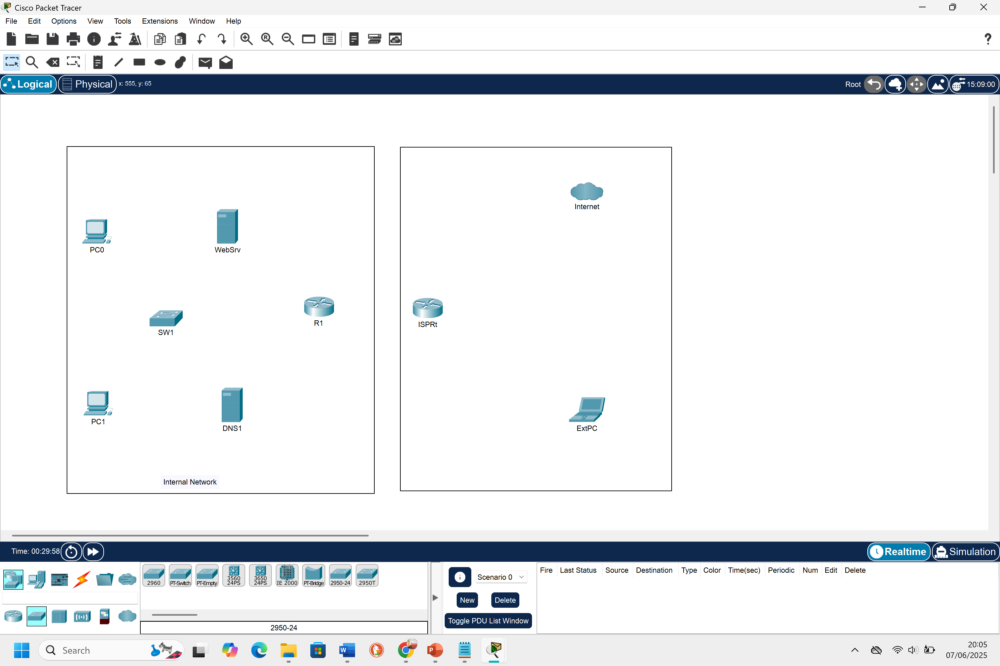 Cisco Packet Tracer
File Edit Options View Tools Extensions Window Help
Logical Physical x: 555, y: 65 Root 15:09:00
Internet
PC0 WebSrv
R1 ISPRt
SW1
PC1 DNS1 ExtPC
Internal Network
Time: 00:29:58 Realtime Simulation
2960 PT-Switch PT-Empty 3560 24PS 3650 24PS IE 2000 PT-Bridge 2950-24 2950T
Scenario 0
New Delete
Toggle PDU List Window
Fire Last Status Source Destination Type Color Time(sec) Periodic Num Edit Delete
2950-24
Search
20:05
07/06/2025